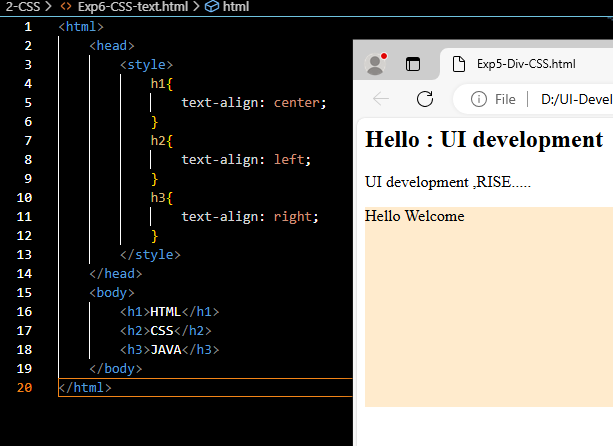 2-CSS > <> Exp6-CSS-text.html > html
1 <html>
2 <head>
3 <style>
4 h1{
5 text-align: center;
6 }
7 h2{
8 text-align: left;
9 }
10 h3{
11 text-align: right;
12 }
13 </style>
14 </head>
15 <body>
16 <h1>HTML</h1>
17 <h2>CSS</h2>
18 <h3>JAVA</h3>
19 </body>
20 </html>
Exp5-Div-CSS.html
File | D:/UI-Devel
Hello : UI development
UI development ,RISE.....
Hello Welcome